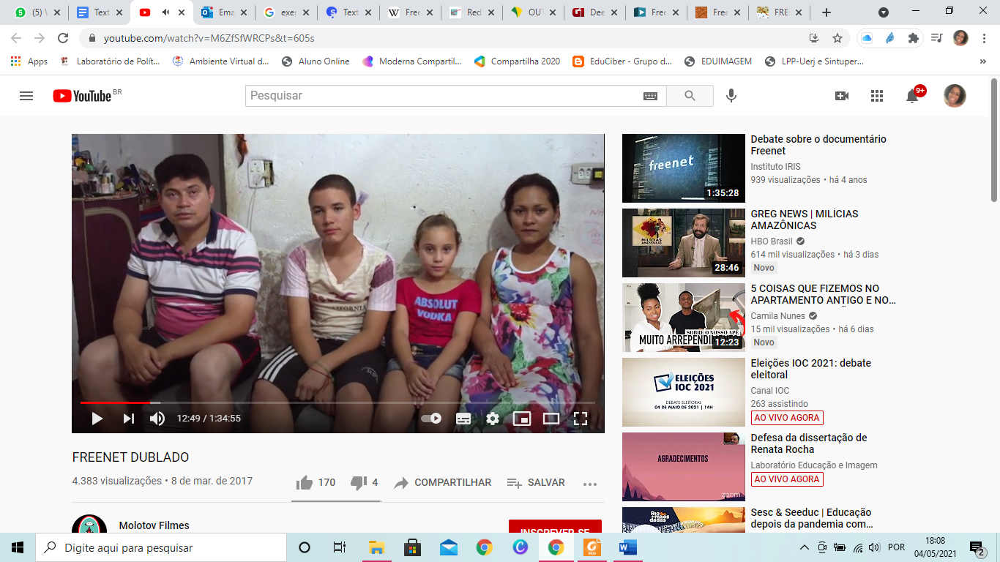 (5) V
Text
Ema
exer
Text
W Free
Red
OU
Dee
Free
Free
FRE
youtube.com/watch?v=M6ZfSfWRCPs&t=605s
Apps
Laboratório de Polít...
Ambiente Virtual d...
Aluno Online
Moderna Compartil...
Compartilha 2020
EduCiber - Grupo d...
EDUIMAGEM
LPP-Uerj e Sintuper...
»
YouTube BR
Pesquisar
9+
ABSOLUT
VODKA
CALIFORNIA
12:49 / 1:34:55
FREENET DUBLADO
4.383 visualizações • 8 de mar. de 2017
170
4
COMPARTILHAR
SALVAR
Molotov Filmes
INSCREVER-SE
freenet
1:35:28
Debate sobre o documentário
Freenet
Instituto IRIS
939 visualizações • há 4 anos
MILÍCIAS
AMAZÔNICAS
28:46
GREG NEWS | MILÍCIAS
AMAZÔNICAS
HBO Brasil
614 mil visualizações • há 3 dias
Novo
SOBRE O NOSSO APÊ
MUITO ARREPENDIMENTO
12:23
5 COISAS QUE FIZEMOS NO
APARTAMENTO ANTIGO E NO...
Camila Nunes
15 mil visualizações • há 6 dias
Novo
ELEIÇÕES
IOC 2021
DEBATE ELEITORAL
04 DE MAIO DE 2021 | 14H
Eleições IOC 2021: debate
eleitoral
Canal IOC
263 assistindo
AO VIVO AGORA
AGRADECIMENTOS
zoom
Defesa da dissertação de
Renata Rocha
Laboratório Educação e Imagem
AO VIVO AGORA
Sesc & Seeduc | Educação
depois da pandemia com...
Digite aqui para pesquisar
POR
18:08
04/05/2021
2